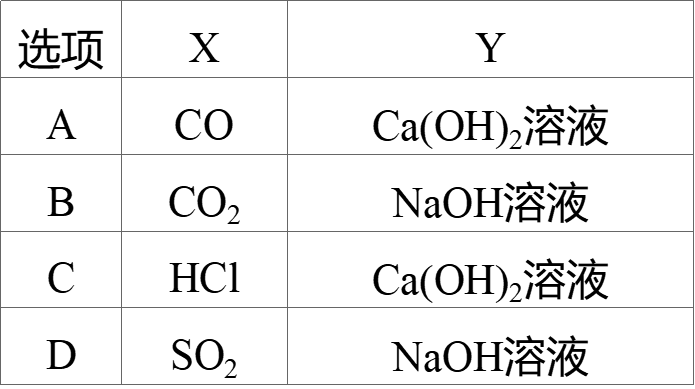 选项 X Y
A CO Ca(OH)₂溶液
B CO₂ NaOH溶液
C HCl Ca(OH)₂溶液
D SO₂ NaOH溶液